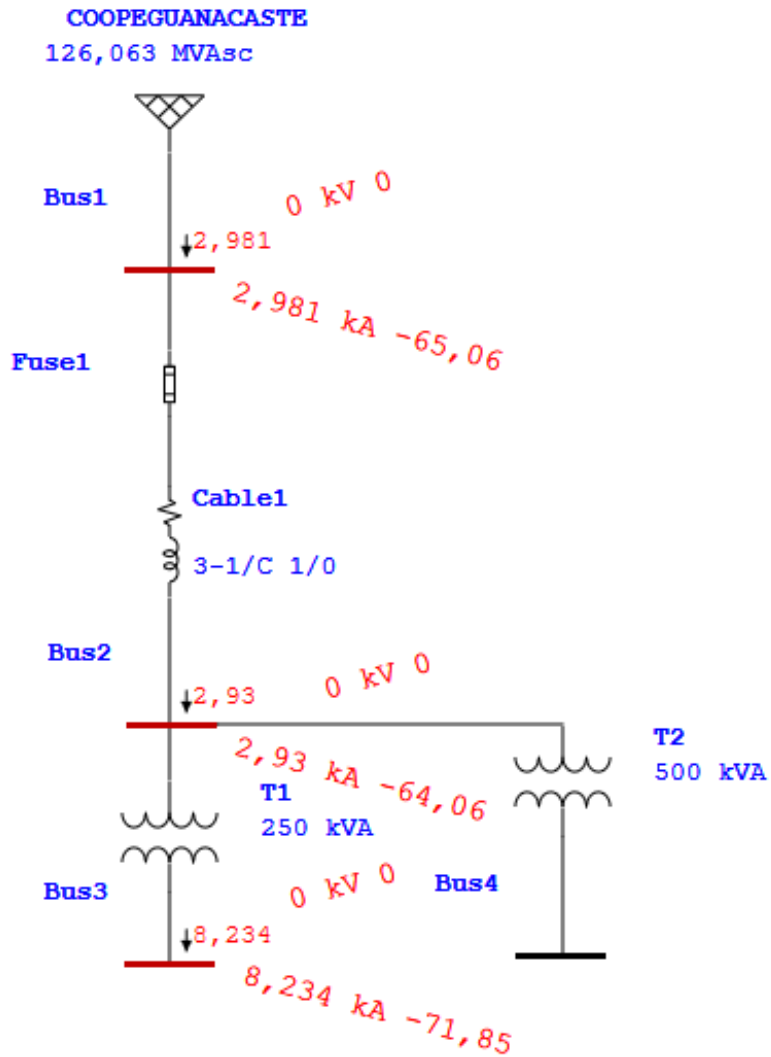 COOPEGUANACASTE
126,063 MVAsc
Bus1
0 kV 0
2,981
2,981 kA -65,06
Fuse1
Cable1
3-1/C 1/0
Bus2
0 kV 0
2,93
2,93 kA -64,06
T2
500 kVA
T1
250 kVA
Bus3
0 kV 0
Bus4
8,234
8,234 kA -71,85